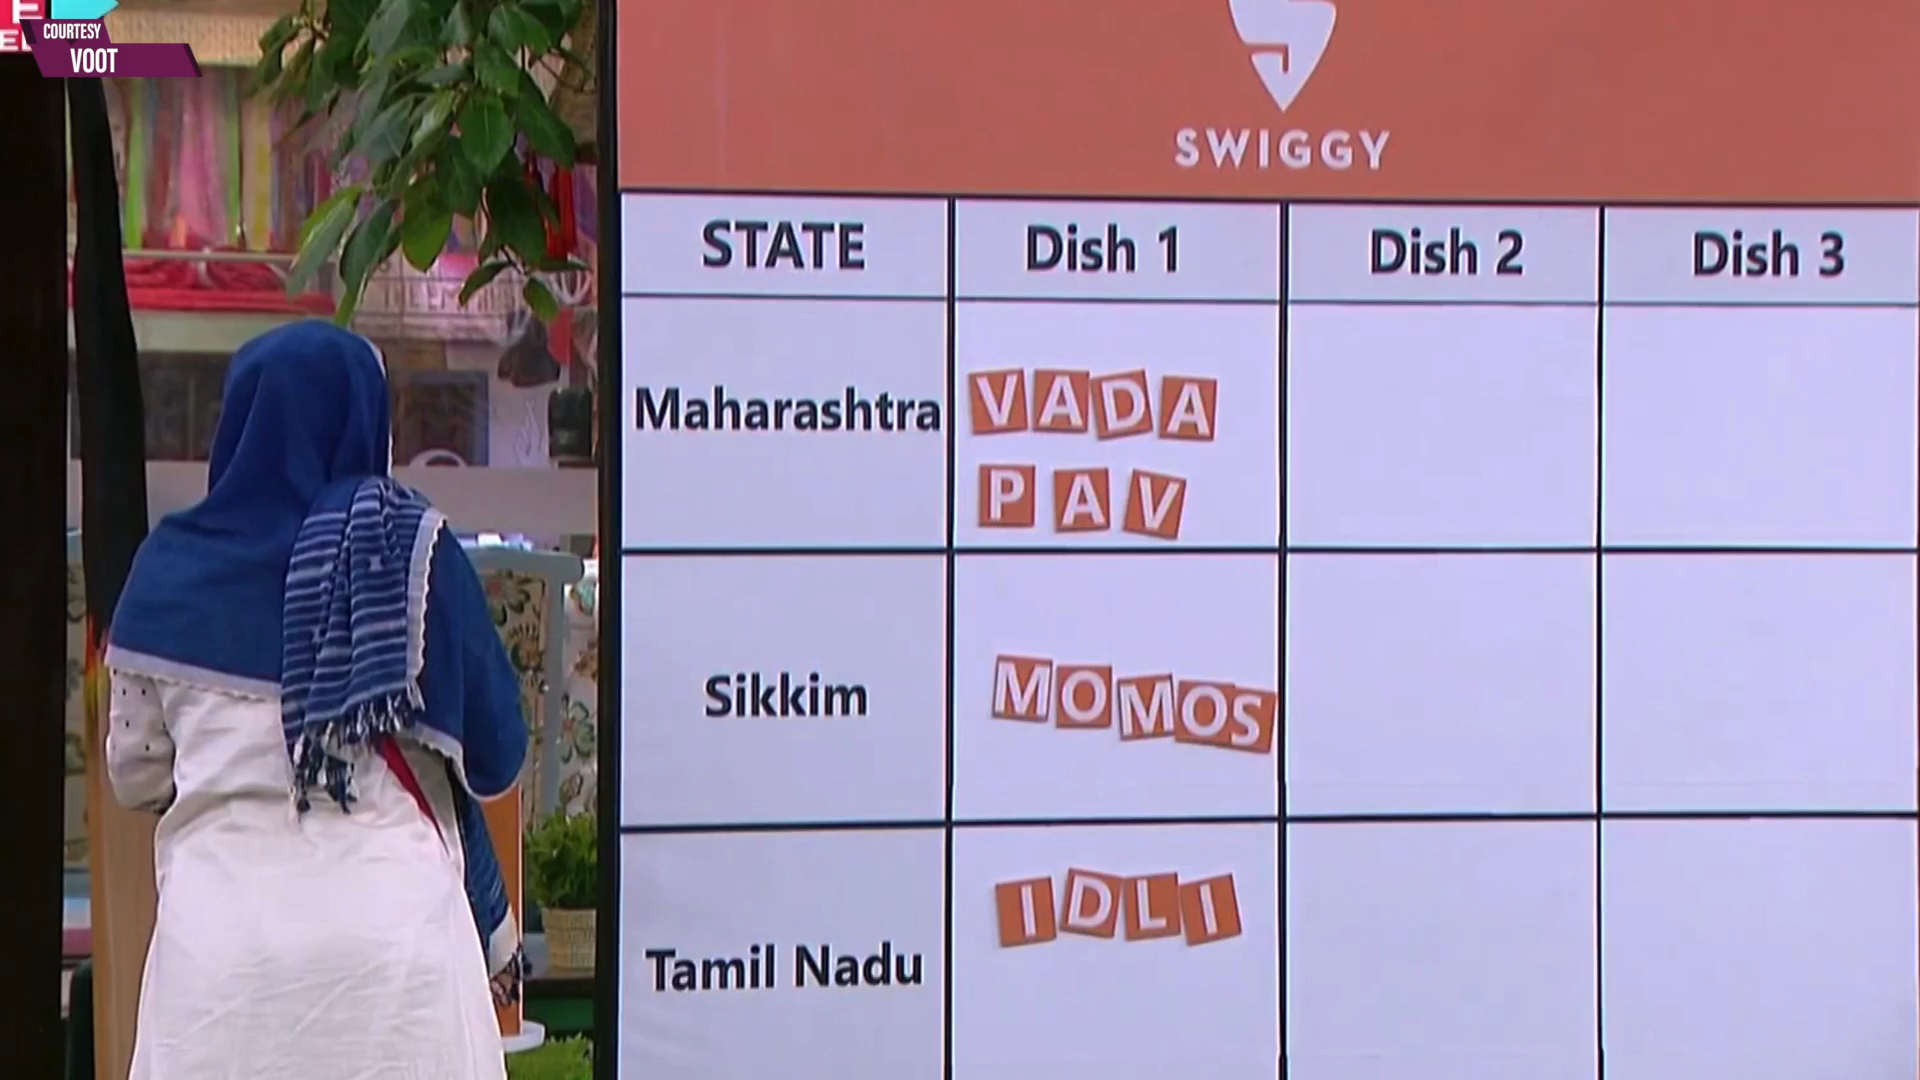 COURTESY
VOOT
SWIGGY
STATE Dish 1 Dish 2 Dish 3
Maharashtra VADA
PAV
Sikkim MOMOS
Tamil Nadu IDLI